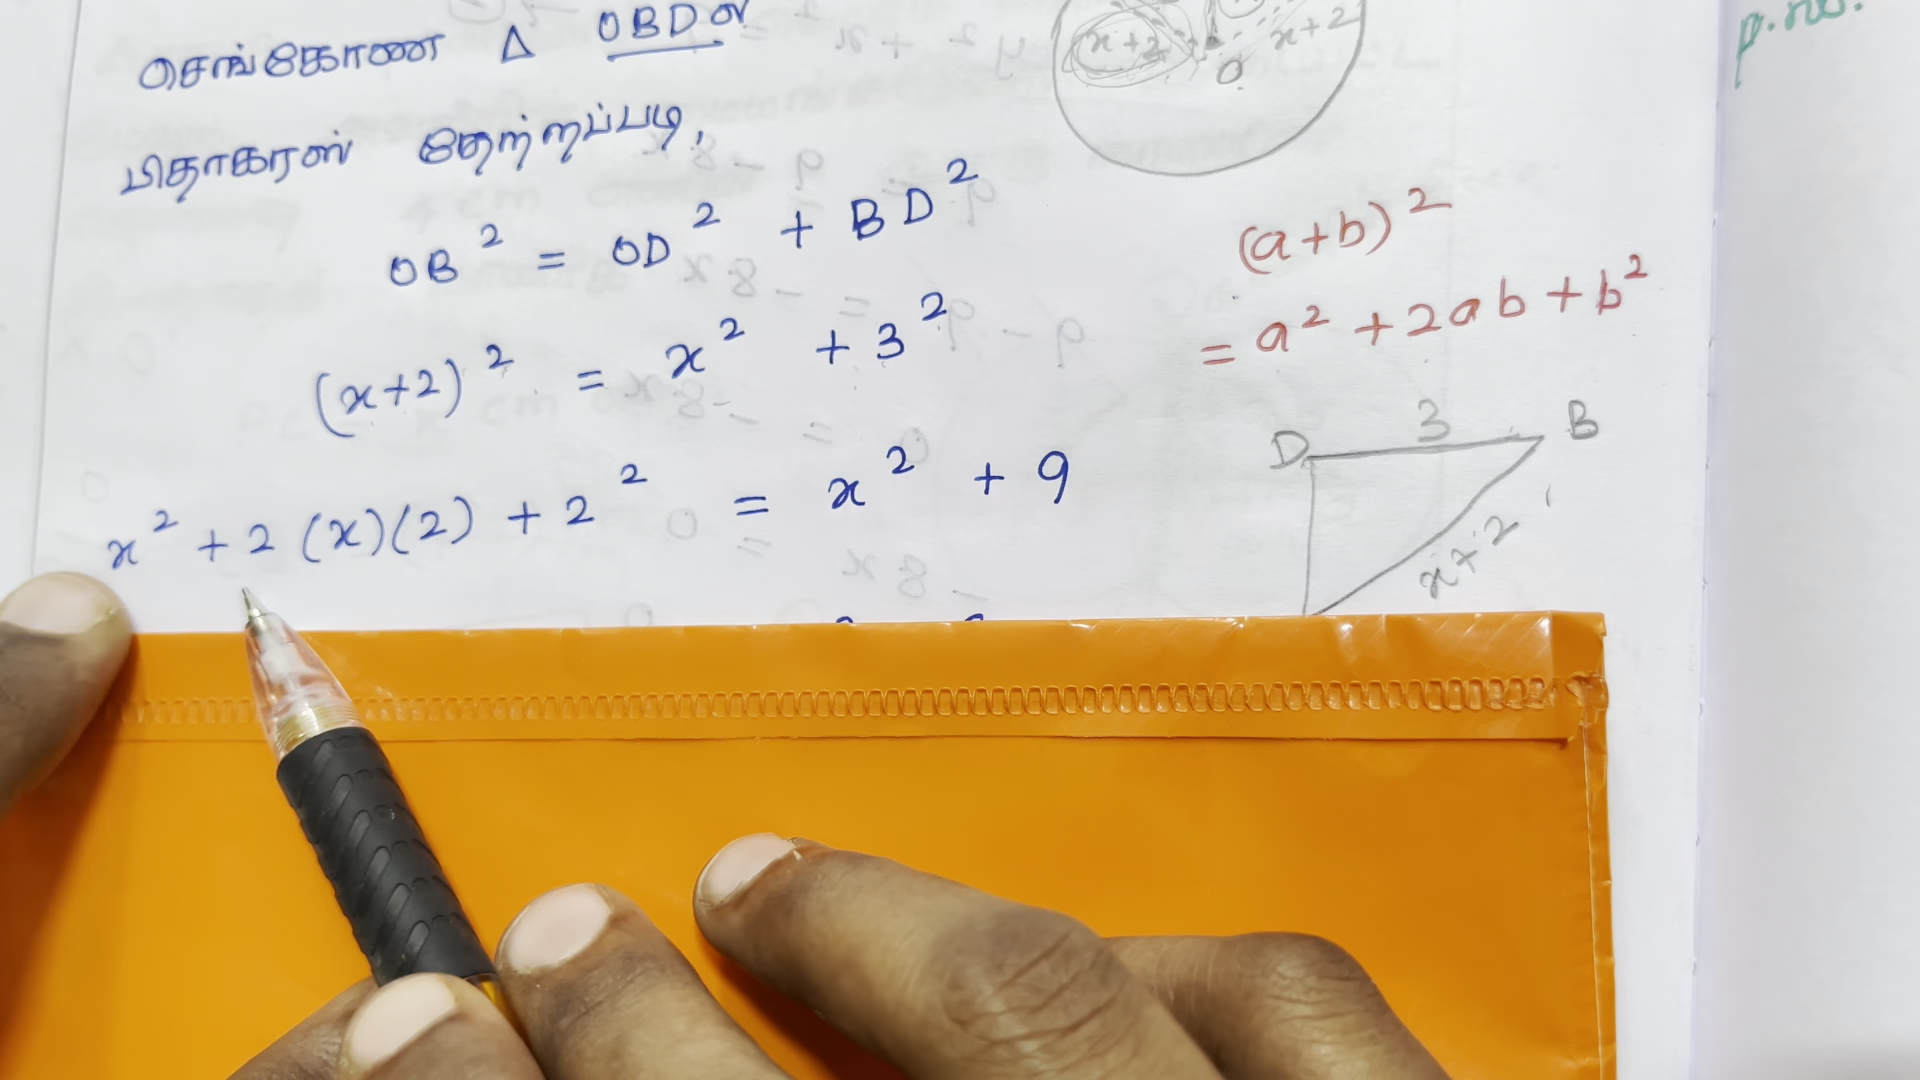 செங்கோண Δ OBDல்
பிதாகரஸ் தேற்றப்படி,
OB² = OD² + BD²
(x+2)² = x² + 3²
x² + 2 (x)(2) + 2² = x² + 9
x+2
x+2
O
(a+b)²
= a² + 2ab + b²
D 3 B
x+2
p.no.